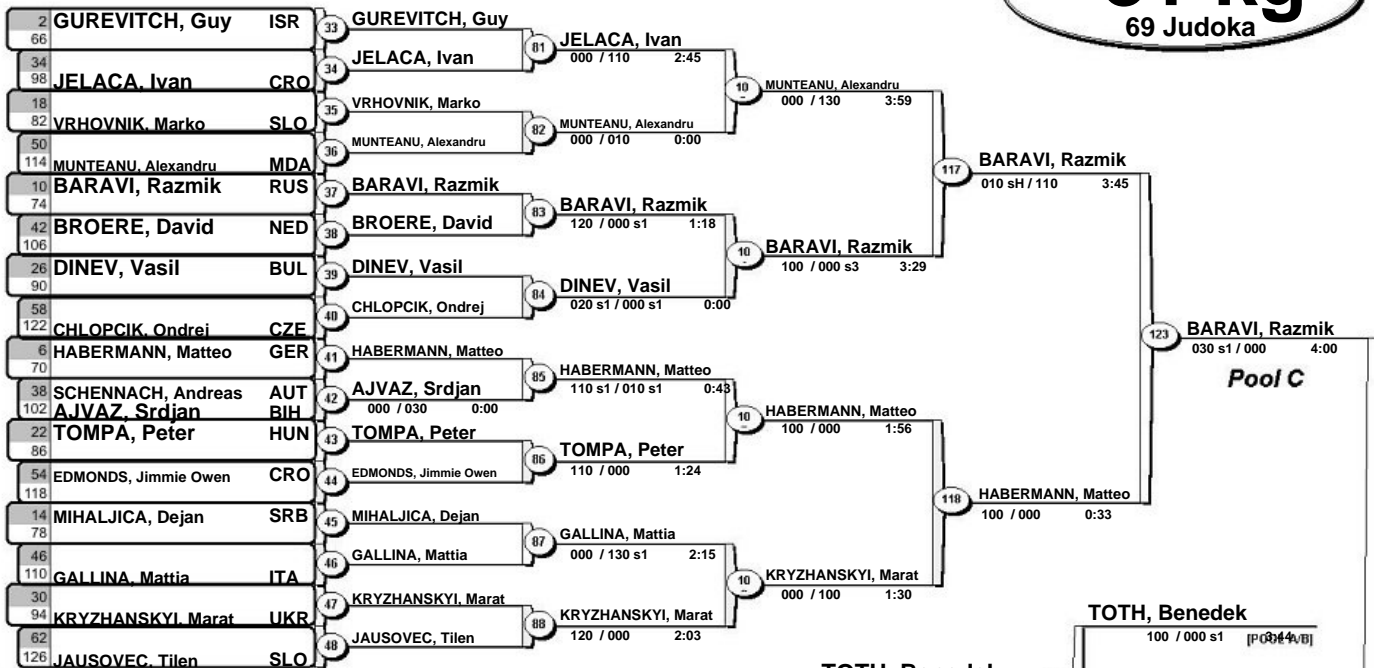 69 Judoka
2 GUREVITCH, Guy ISR
66
34
98 JELACA, Ivan CRO
18
82 VRHOVNIK, Marko SLO
50
114 MUNTEANU, Alexandru MDA
10 BARAVI, Razmik RUS
74
42 BROERE, David NED
106
26 DINEV, Vasil BUL
90
58
122 CHLOPCIK, Ondrej CZE
6 HABERMANN, Matteo GER
70
38 SCHENNACH, Andreas AUT
102 AJVAZ, Srdjan BIH
22 TOMPA, Peter HUN
86
54 EDMONDS, Jimmie Owen CRO
118
14 MIHALJICA, Dejan SRB
78
46
110 GALLINA, Mattia ITA
30
94 KRYZHANSKYI, Marat UKR
62
126 JAUSOVEC, Tilen SLO
33 GUREVITCH, Guy
34 JELACA, Ivan
35 VRHOVNIK, Marko
36 MUNTEANU, Alexandru
37 BARAVI, Razmik
38 BROERE, David
39 DINEV, Vasil
40 CHLOPCIK, Ondrej
41 HABERMANN, Matteo
42 AJVAZ, Srdjan
000 / 030 0:00
43 TOMPA, Peter
44 EDMONDS, Jimmie Owen
45 MIHALJICA, Dejan
46 GALLINA, Mattia
47 KRYZHANSKYI, Marat
48 JAUSOVEC, Tilen
81 JELACA, Ivan
000 / 110 2:45
82 MUNTEANU, Alexandru
000 / 010 0:00
83 BARAVI, Razmik
120 / 000 s1 1:18
84 DINEV, Vasil
020 s1 / 000 s1 0:00
85 HABERMANN, Matteo
110 s1 / 010 s1 0:43
86 TOMPA, Peter
110 / 000 1:24
87 GALLINA, Mattia
000 / 130 s1 2:15
88 KRYZHANSKYI, Marat
120 / 000 2:03
10 MUNTEANU, Alexandru
000 / 130 3:59
10 BARAVI, Razmik
100 / 000 s3 3:29
10 HABERMANN, Matteo
100 / 000 1:56
10 KRYZHANSKYI, Marat
000 / 100 1:30
117 BARAVI, Razmik
010 sH / 110 3:45
118 HABERMANN, Matteo
100 / 000 0:33
123 BARAVI, Razmik
030 s1 / 000 4:00
Pool C
TOTH, Benedek
100 / 000 s1 3:44